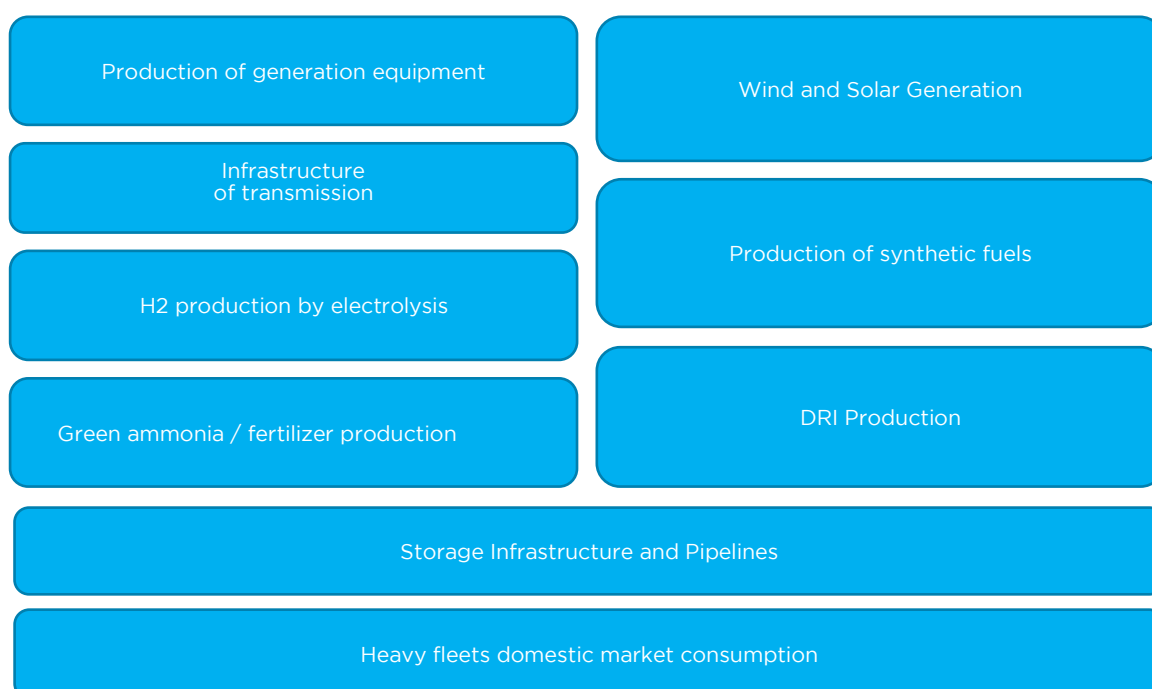 Production of generation equipment
Wind and Solar Generation
Infrastructure
of transmission
Production of synthetic fuels
H2 production by electrolysis
DRI Production
Green ammonia / fertilizer production
Storage Infrastructure and Pipelines
Heavy fleets domestic market consumption